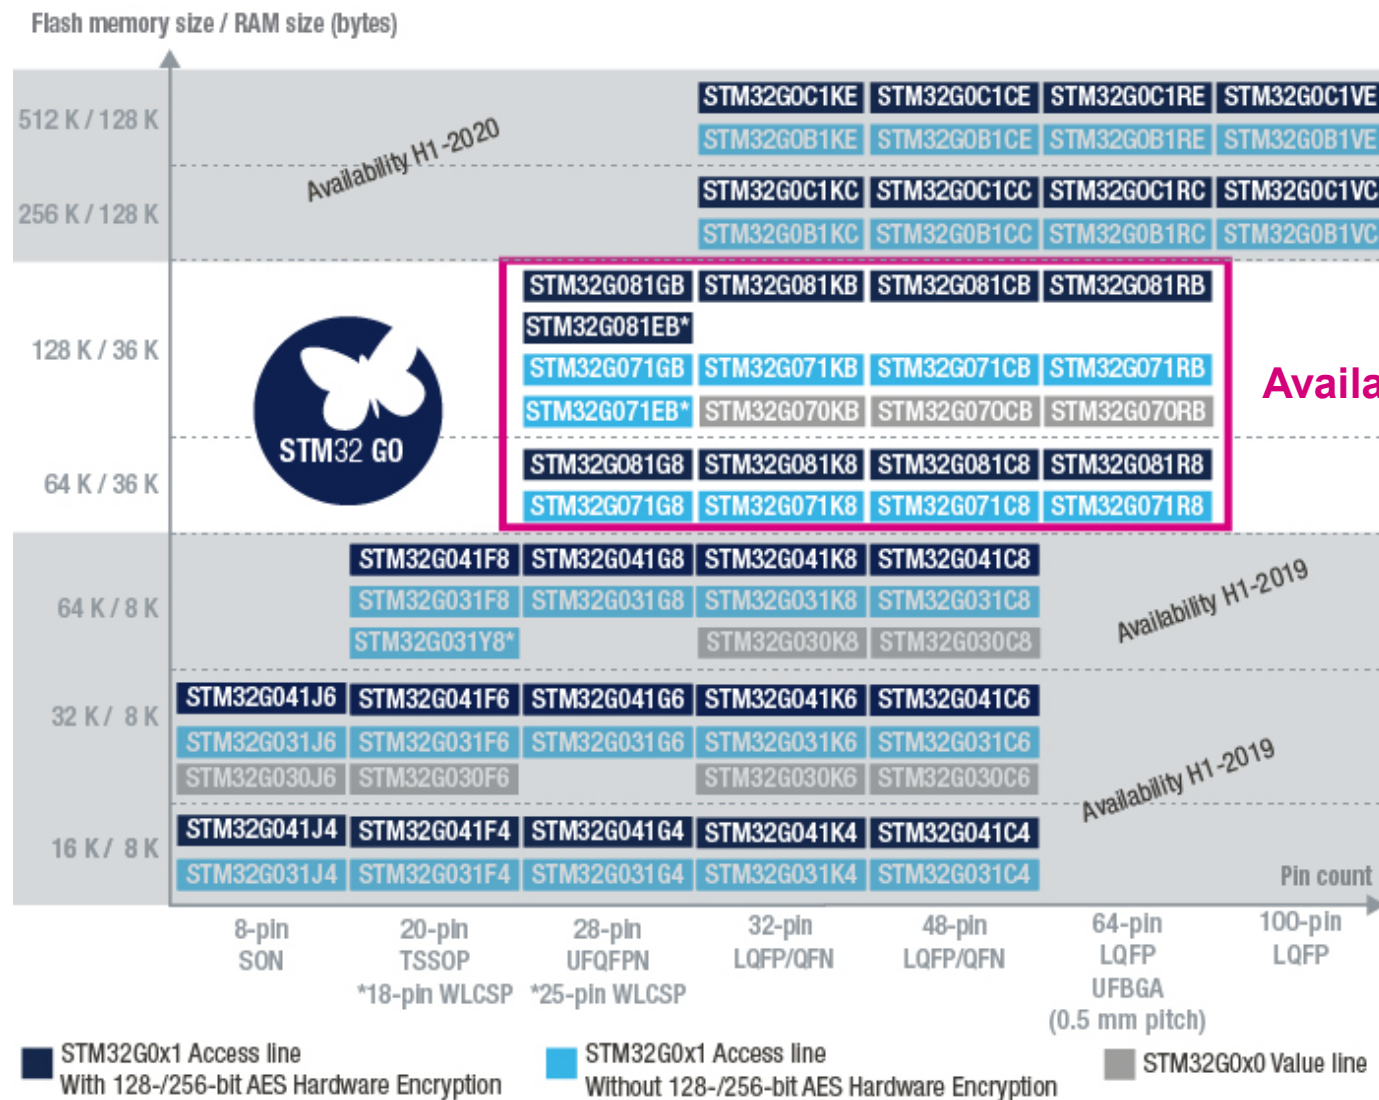 Flash memory size / RAM size (bytes)
512 K / 128 K
STM32G0C1KE STM32G0C1CE STM32G0C1RE STM32G0C1VE
STM32G0B1KE STM32G0B1CE STM32G0B1RE STM32G0B1VE
Availability H1-2020
256 K / 128 K
STM32G0C1KC STM32G0C1CC STM32G0C1RC STM32G0C1VC
STM32G0B1KC STM32G0B1CC STM32G0B1RC STM32G0B1VC
128 K / 36 K
STM32G081GB STM32G081KB STM32G081CB STM32G081RB
STM32G081EB*
STM32G071GB STM32G071KB STM32G071CB STM32G071RB
STM32G071EB* STM32G070KB STM32G070CB STM32G070RB
STM32 G0
64 K / 36 K
STM32G081G8 STM32G081K8 STM32G081C8 STM32G081R8
STM32G071G8 STM32G071K8 STM32G071C8 STM32G071R8
64 K / 8 K
STM32G041F8 STM32G041G8 STM32G041K8 STM32G041C8
STM32G031F8 STM32G031G8 STM32G031K8 STM32G031C8
STM32G031Y8* STM32G030K8 STM32G030C8
Availability H1-2019
32 K / 8 K
STM32G041J6 STM32G041F6 STM32G041G6 STM32G041K6 STM32G041C6
STM32G031J6 STM32G031F6 STM32G031G6 STM32G031K6 STM32G031C6
STM32G030J6 STM32G030F6 STM32G030K6 STM32G030C6
Availability H1-2019
16 K / 8 K
STM32G041J4 STM32G041F4 STM32G041G4 STM32G041K4 STM32G041C4
STM32G031J4 STM32G031F4 STM32G031G4 STM32G031K4 STM32G031C4
Pin count
8-pin 20-pin 28-pin 32-pin 48-pin 64-pin 100-pin
SON TSSOP UFQFPN LQFP/QFN LQFP/QFN LQFP LQFP
*18-pin WLCSP *25-pin WLCSP UFBGA
(0.5 mm pitch)
STM32G0x1 Access line
With 128-/256-bit AES Hardware Encryption
STM32G0x1 Access line
Without 128-/256-bit AES Hardware Encryption
STM32G0x0 Value line